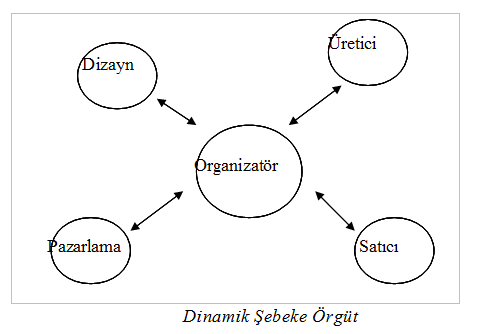 Dizayn
Üretici
Organizatör
Pazarlama
Satıcı
Dinamik Şebeke Örgüt